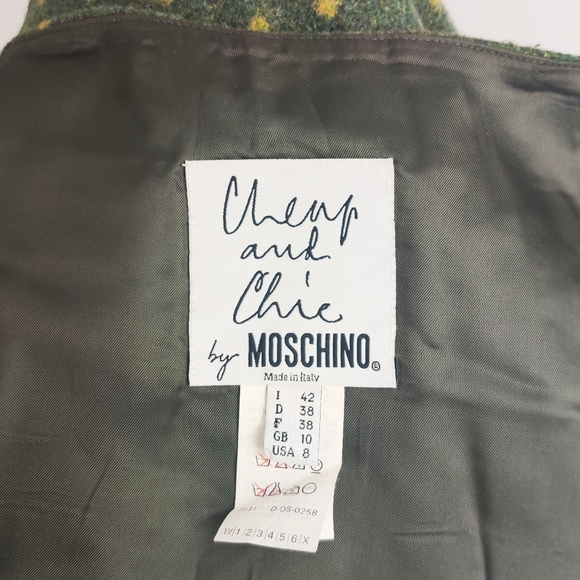 Cheap
and
Chic
by MOSCHINO©
Made in Italy
I 42
D 38
F 38
GB 10
USA 8
D-OS-0258
W/1/2/3/4/5/6/X